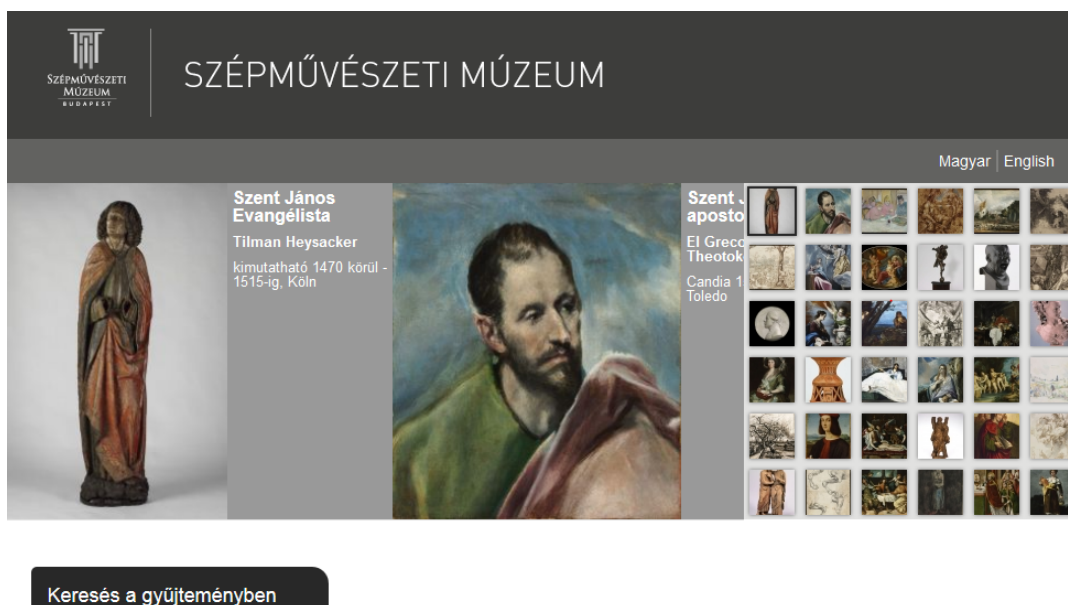 SZÉPMŰVÉSZETI
MÚZEUM
BUDAPEST
SZÉPMŰVÉSZETI MÚZEUM
Magyar English
Szent János
Evangélista
Tilman Heysacker
kimutatható 1470 körül -
1515-ig, Köln
Szent
aposto
El Greco
Theotok
Candia 1
Toledo
Keresés a gyűjteményben